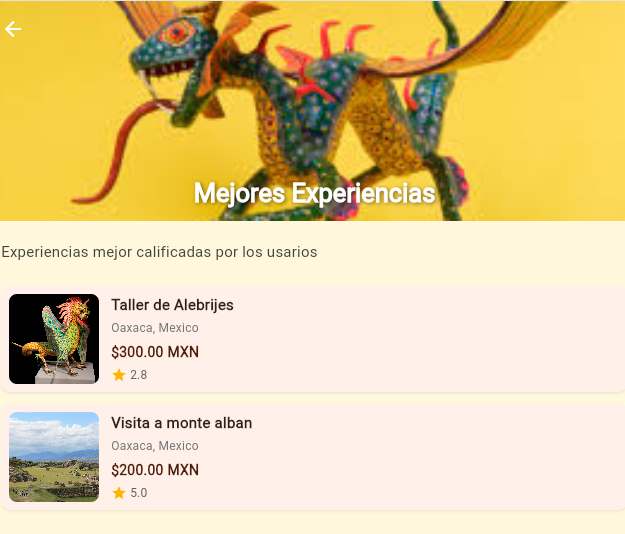 Mejores Experiencias
Experiencias mejor calificadas por los usarios
Taller de Alebrijes
Oaxaca, Mexico
$300.00 MXN
2.8
Visita a monte alban
Oaxaca, Mexico
$200.00 MXN
5.0